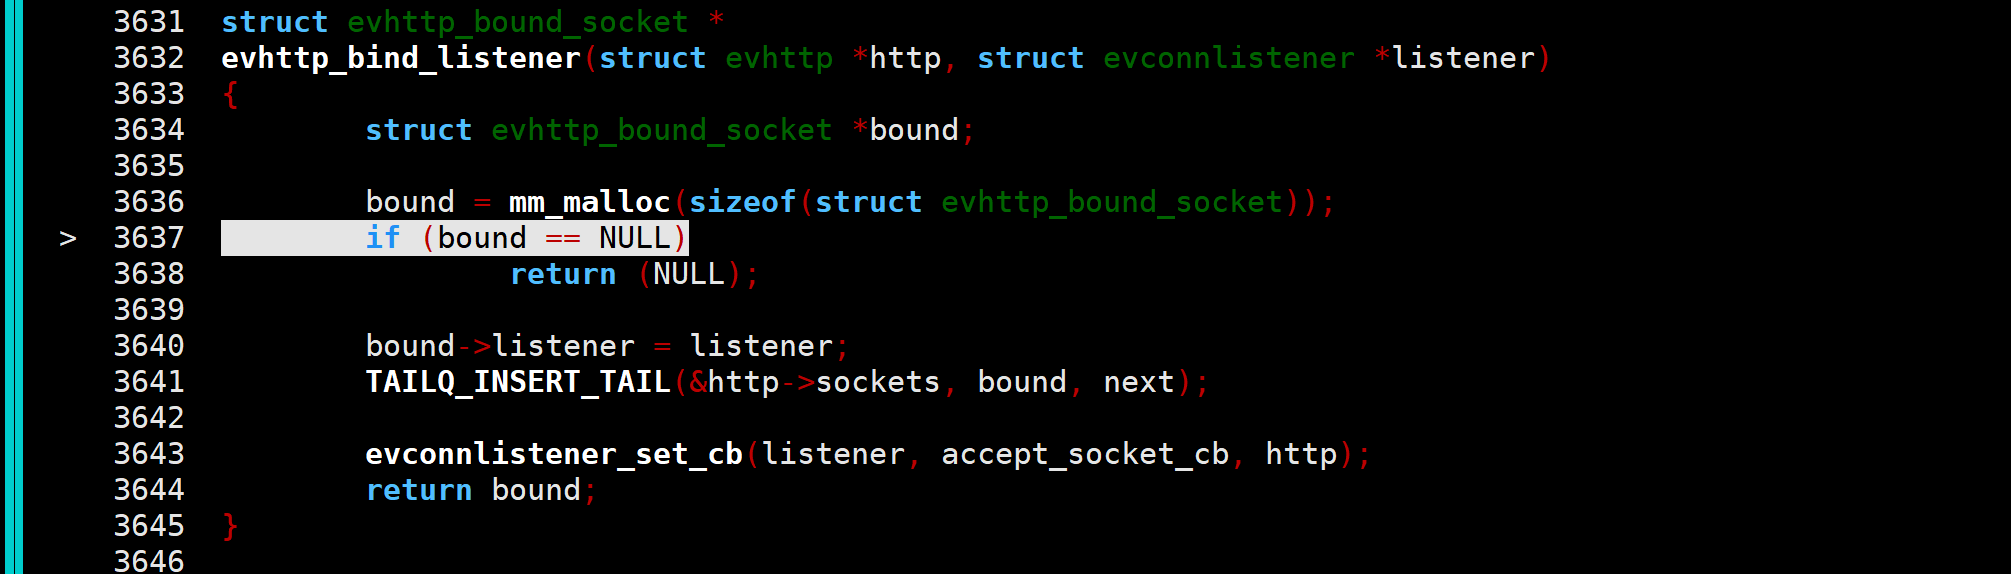 3631 struct evhttp_bound_socket *
3632 evhttp_bind_listener(struct evhttp *http, struct evconnlistener *listener)
3633 {
3634         struct evhttp_bound_socket *bound;
3635
3636         bound = mm_malloc(sizeof(struct evhttp_bound_socket));
> 3637         if (bound == NULL)
3638                 return (NULL);
3639
3640         bound->listener = listener;
3641         TAILQ_INSERT_TAIL(&http->sockets, bound, next);
3642
3643         evconnlistener_set_cb(listener, accept_socket_cb, http);
3644         return bound;
3645 }
3646